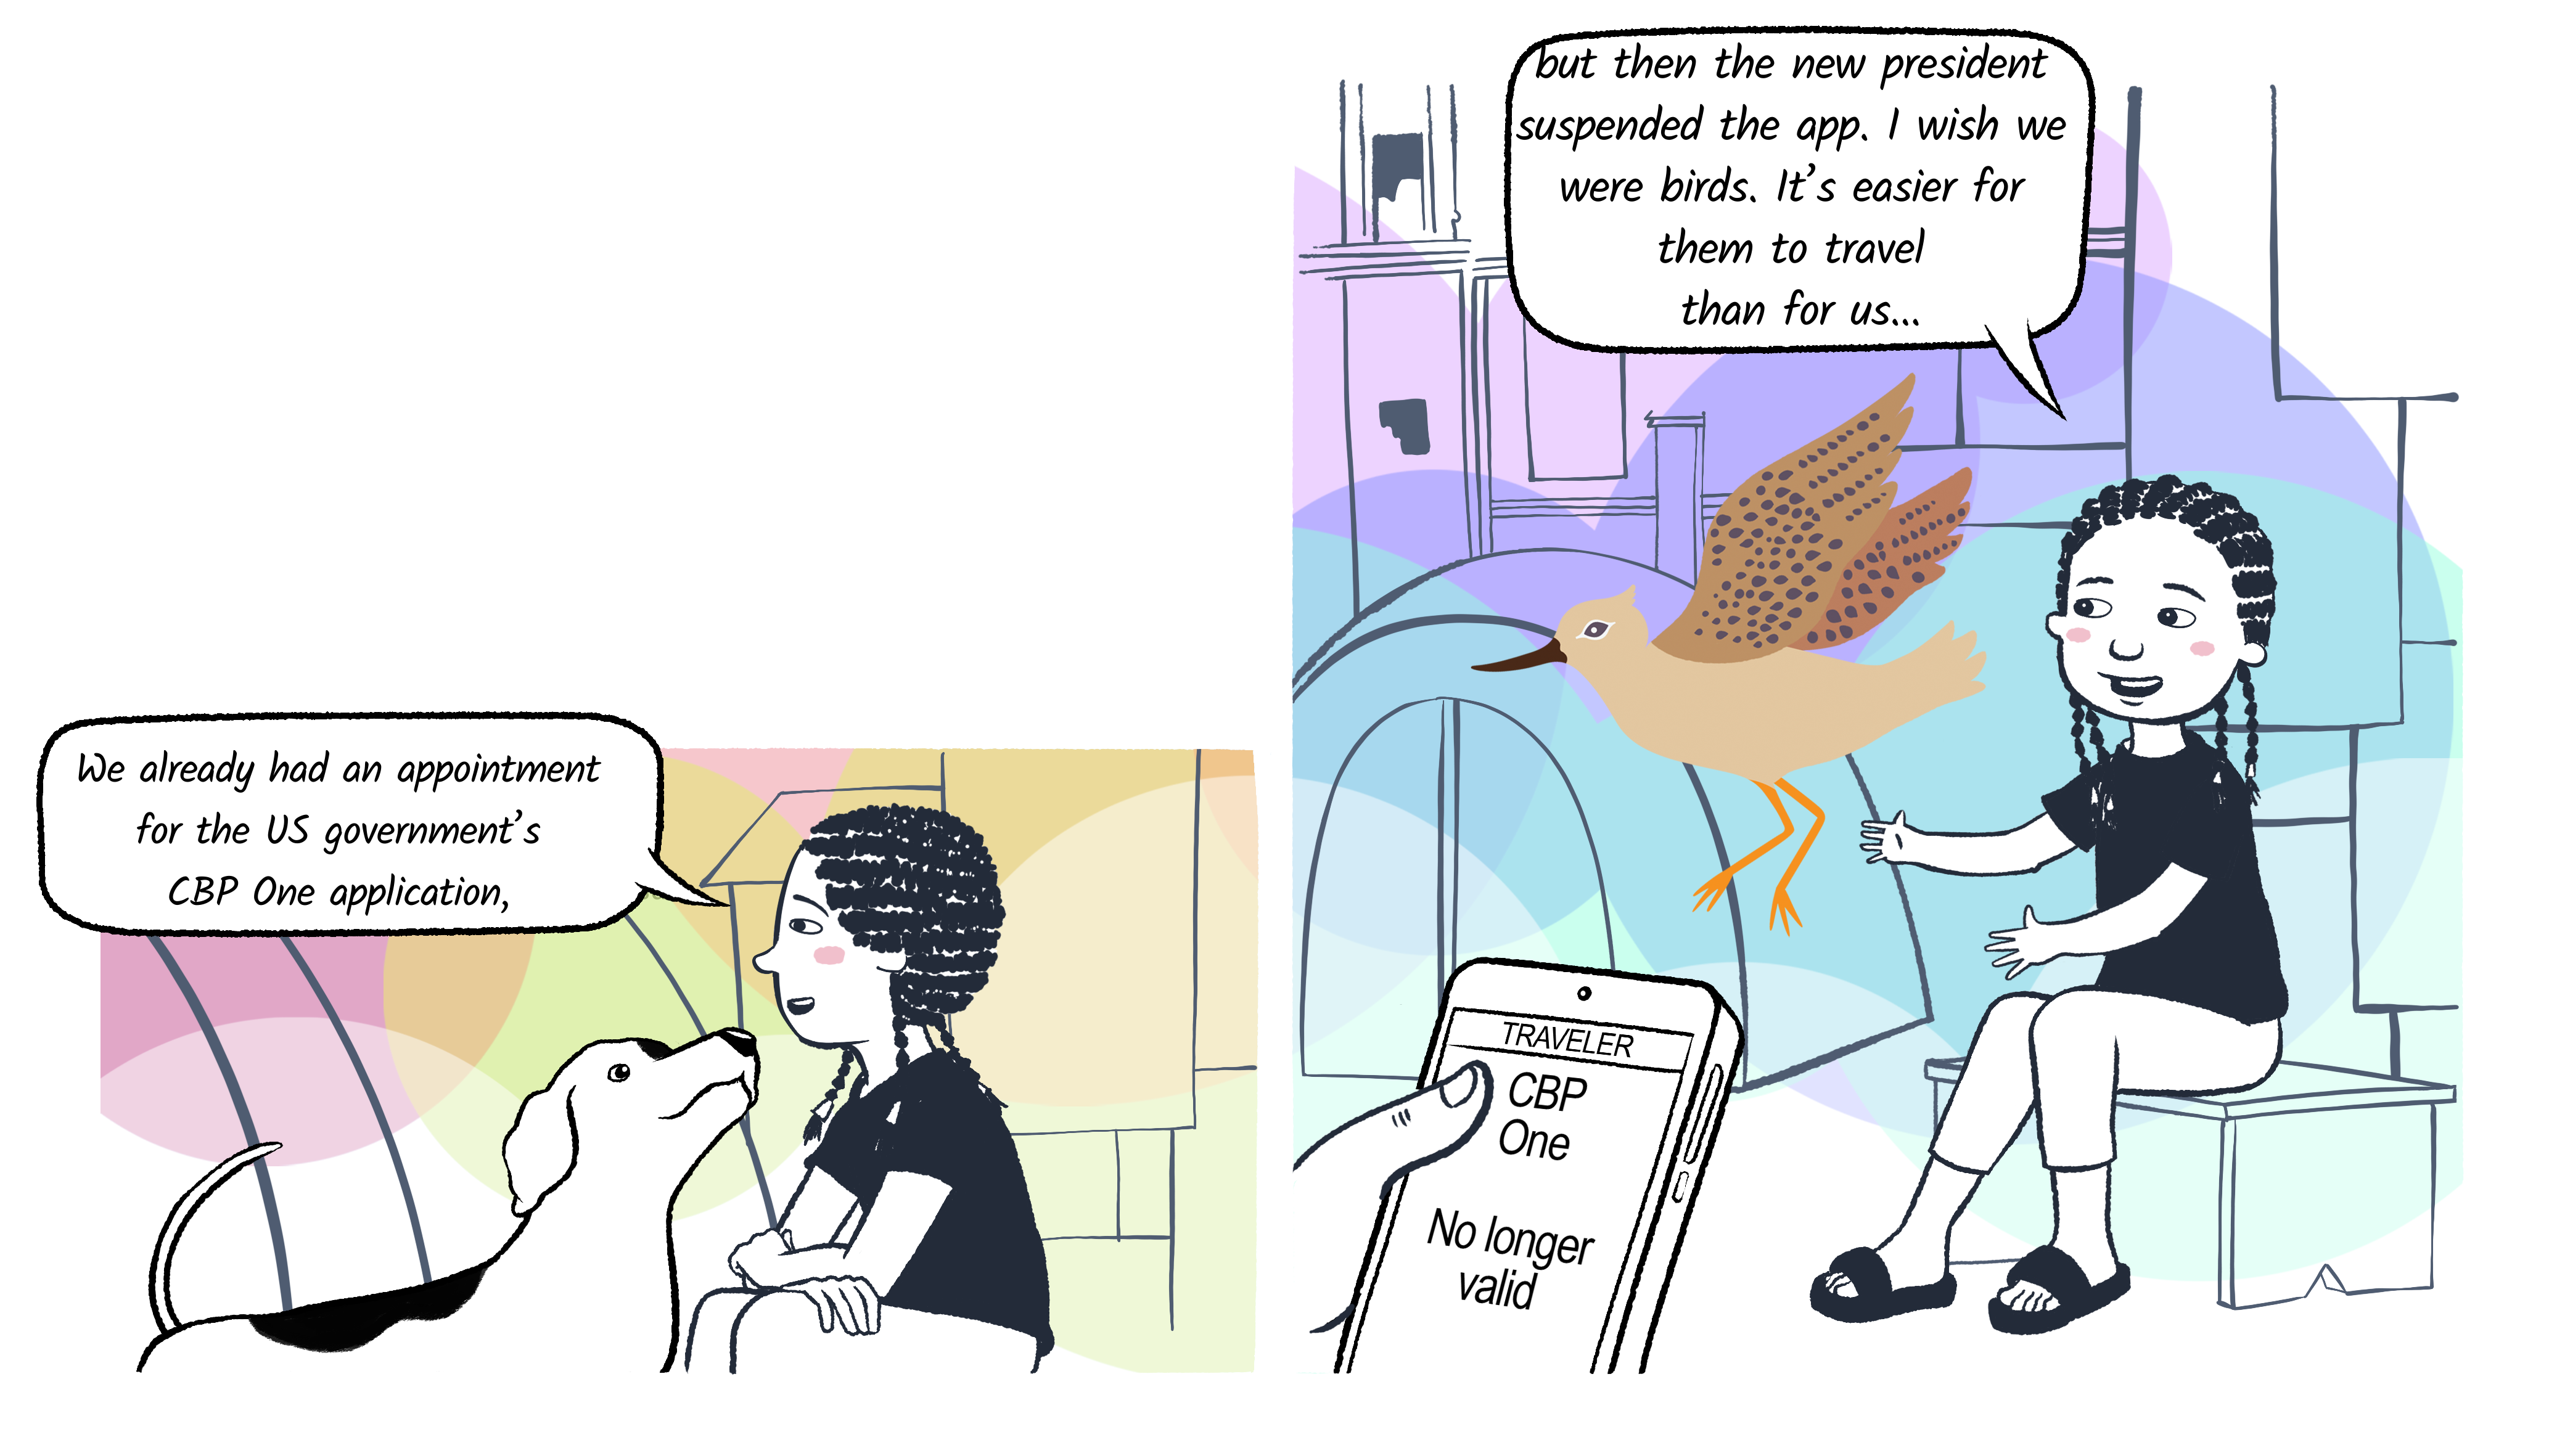 We already had an appointment
for the US government’s
CBP One application,
but then the new president
suspended the app. I wish we
were birds. It’s easier for
them to travel
than for us...
TRAVELER
CBP
One
No longer
valid